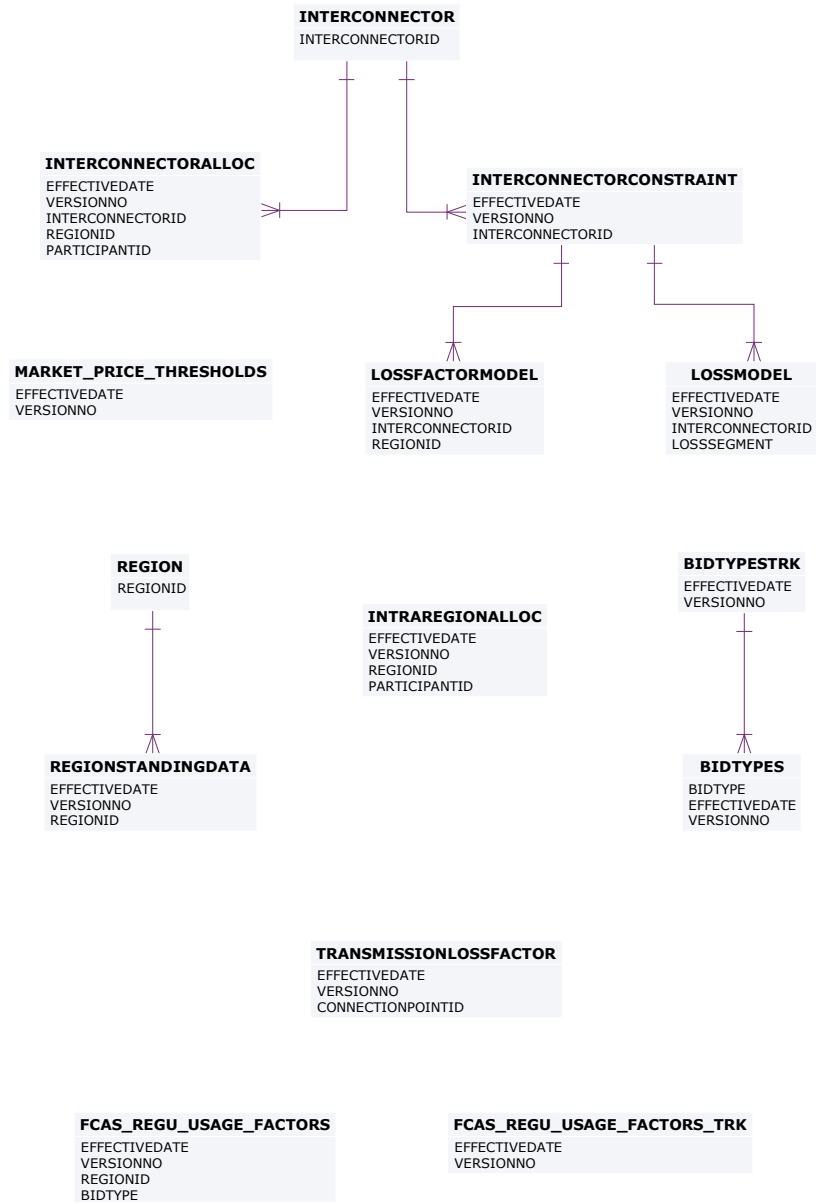 INTERCONNECTOR
INTERCONNECTORID
INTERCONNECTORALLOC
EFFECTIVEDATE
VERSIONNO
INTERCONNECTORID
REGIONID
PARTICIPANTID
INTERCONNECTORCONSTRAINT
EFFECTIVEDATE
VERSIONNO
INTERCONNECTORID
MARKET_PRICE_THRESHOLDS
EFFECTIVEDATE
VERSIONNO
LOSSFACTORMODEL
EFFECTIVEDATE
VERSIONNO
INTERCONNECTORID
REGIONID
LOSSMODEL
EFFECTIVEDATE
VERSIONNO
INTERCONNECTORID
LOSSSEGMENT
REGION
REGIONID
INTRAREGIONALLOC
EFFECTIVEDATE
VERSIONNO
REGIONID
PARTICIPANTID
BIDTYPESTRK
EFFECTIVEDATE
VERSIONNO
REGIONSTANDINGDATA
EFFECTIVEDATE
VERSIONNO
REGIONID
BIDTYPES
BIDTYPE
EFFECTIVEDATE
VERSIONNO
TRANSMISSIONLOSSFACTOR
EFFECTIVEDATE
VERSIONNO
CONNECTIONPOINTID
FCAS_REGU_USAGE_FACTORS
EFFECTIVEDATE
VERSIONNO
REGIONID
BIDTYPE
FCAS_REGU_USAGE_FACTORS_TRK
EFFECTIVEDATE
VERSIONNO